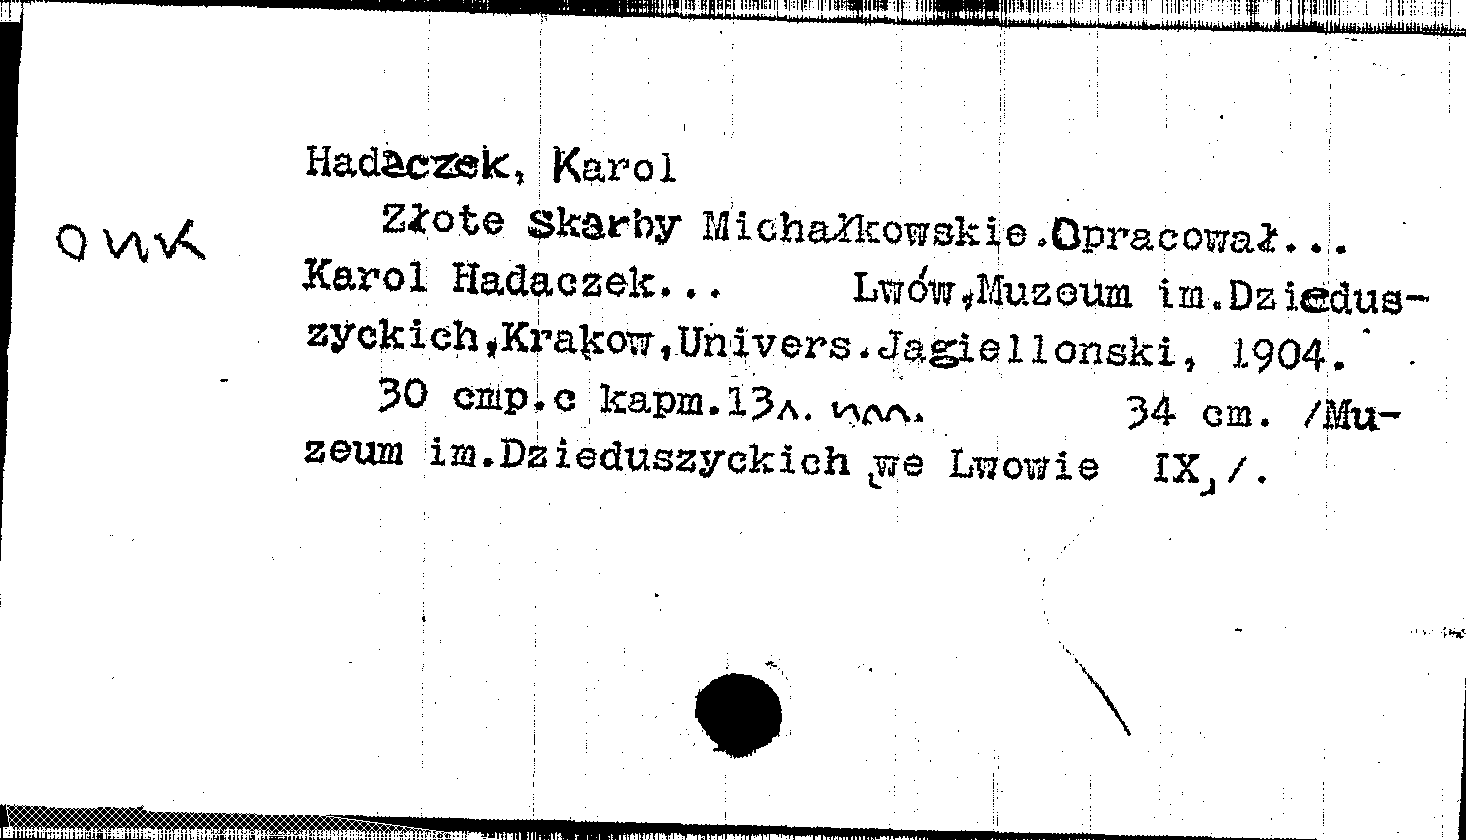 Hadaczek, Karol
Złote Skarby Michałkowskie.Opracował...
оик
Karol Hadaczek... Lwów,Muzeum im.Dziedus-
zyckich,Krakow,Univers.Jagiellonski, 1904.
30 стр.с карт.13л. илл. 34 cm. /Mu-
zeum im.Dzieduszyckich we Lwowie IX,/.